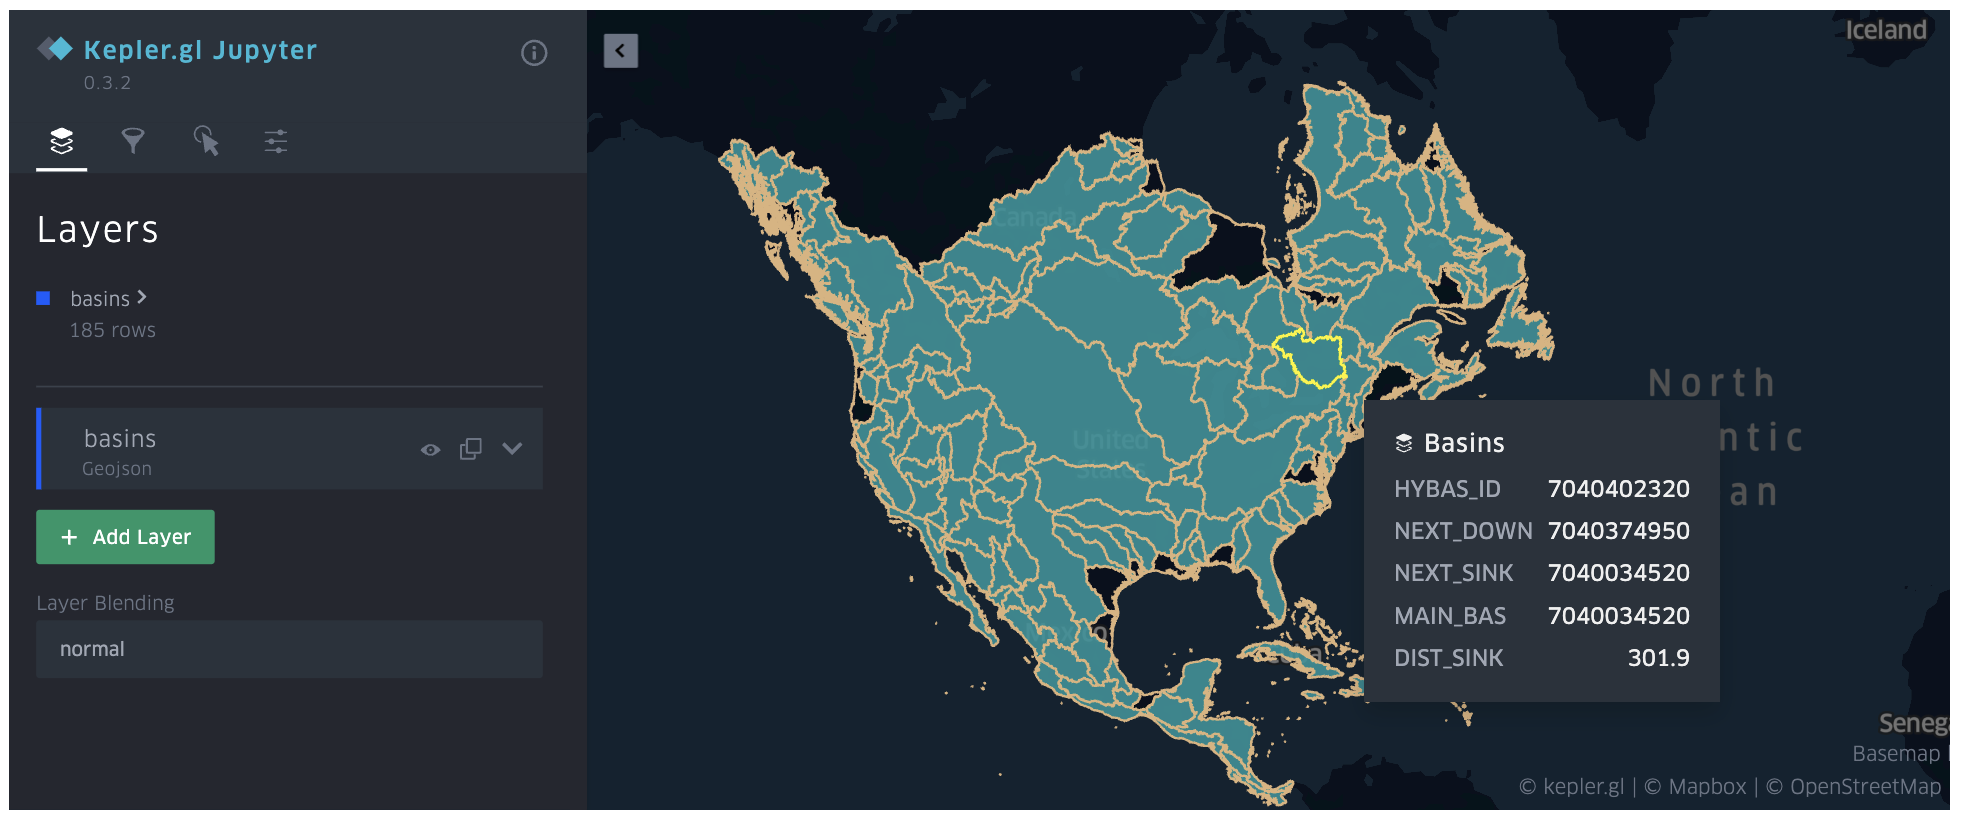 Kepler.gl Jupyter
0.3.2
Layers
basins
185 rows
basins
Geojson
+ Add Layer
Layer Blending
normal
Iceland
Canada
United
States
Mexico
North
ntic
an
Basins
HYBAS_ID 7040402320
NEXT_DOWN 7040374950
NEXT_SINK 7040034520
MAIN_BAS 7040034520
DIST_SINK 301.9
Seneg
Basemap
© kepler.gl | © Mapbox | © OpenStreetMap